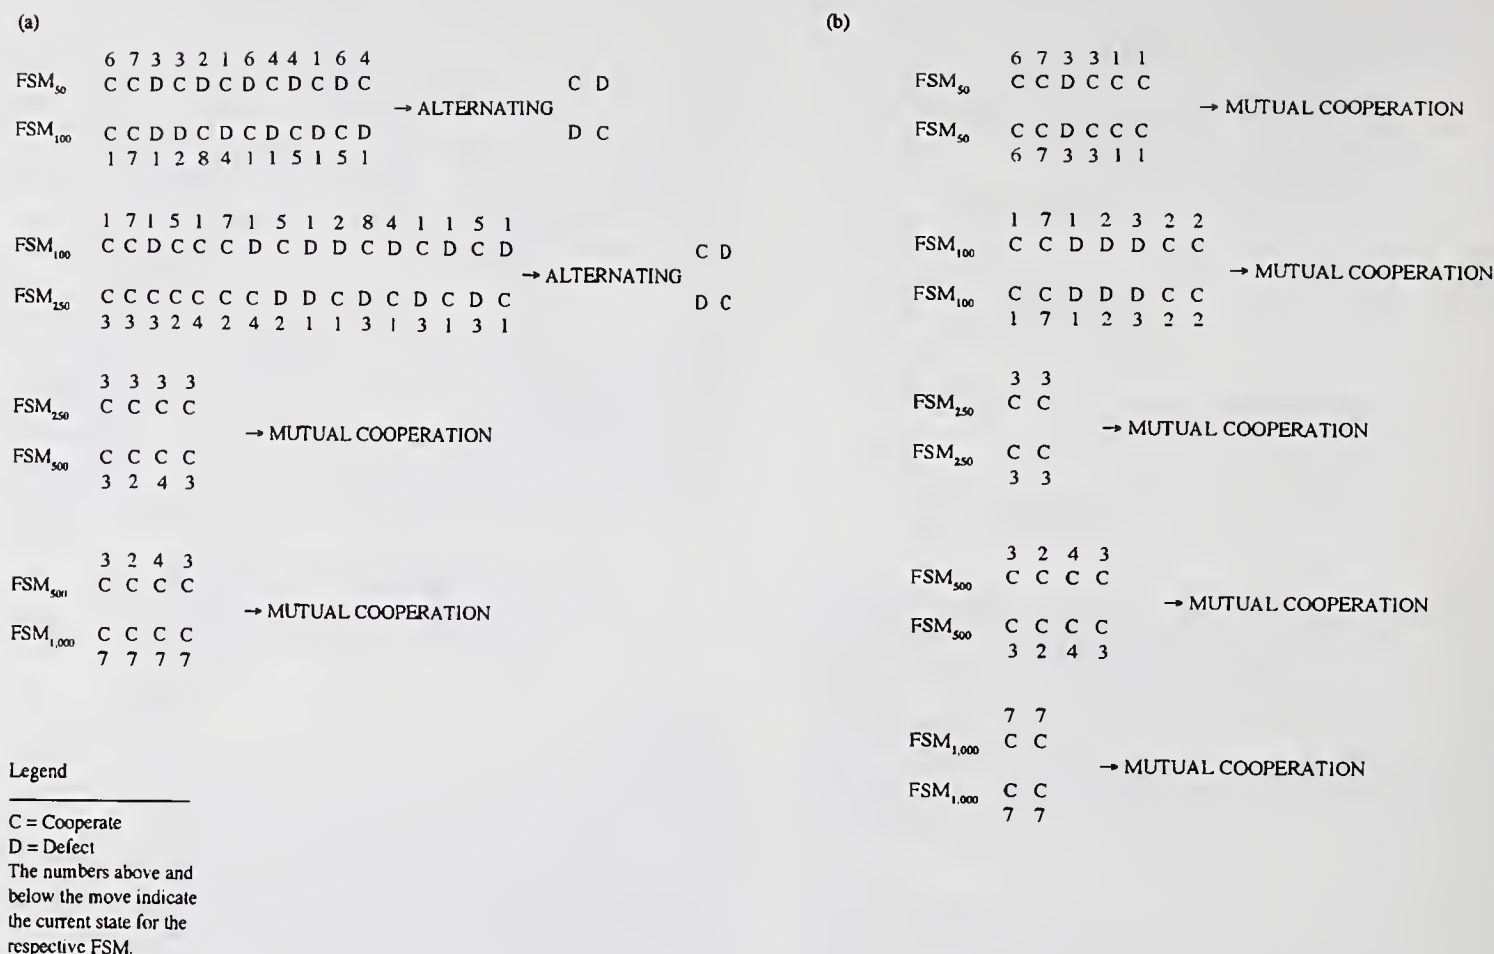 (a)
6 7 3 3 2 1 6 4 4 1 6 4
FSM50 C C D C D C D C D C D C
→ ALTERNATING C D
FSM100 C C D D C D C D C D C D D C
1 7 1 2 8 4 1 1 5 1 5 1
1 7 1 5 1 7 1 5 1 2 8 4 1 1 5 1
FSM100 C C D C C C D C D D C D C D C D C D
→ ALTERNATING
FSM250 C C C C C C C D D C D C D C D C D C
3 3 3 2 4 2 4 2 1 1 3 1 3 1 3 1
3 3 3 3
FSM250 C C C C
→ MUTUAL COOPERATION
FSM500 C C C C
3 2 4 3
3 2 4 3
FSM500 C C C C
→ MUTUAL COOPERATION
FSM1,000 C C C C
7 7 7 7
Legend
C = Cooperate
D = Defect
The numbers above and
below the move indicate
the current state for the
respective FSM.
(b)
6 7 3 3 1 1
FSM50 C C D C C C
→ MUTUAL COOPERATION
FSM50 C C D C C C
6 7 3 3 1 1
1 7 1 2 3 2 2
FSM100 C C D D D C C
→ MUTUAL COOPERATION
FSM100 C C D D D C C
1 7 1 2 3 2 2
3 3
FSM250 C C
→ MUTUAL COOPERATION
FSM250 C C
3 3
3 2 4 3
FSM500 C C C C
→ MUTUAL COOPERATION
FSM500 C C C C
3 2 4 3
7 7
FSM1,000 C C
→ MUTUAL COOPERATION
FSM1,000 C C
7 7